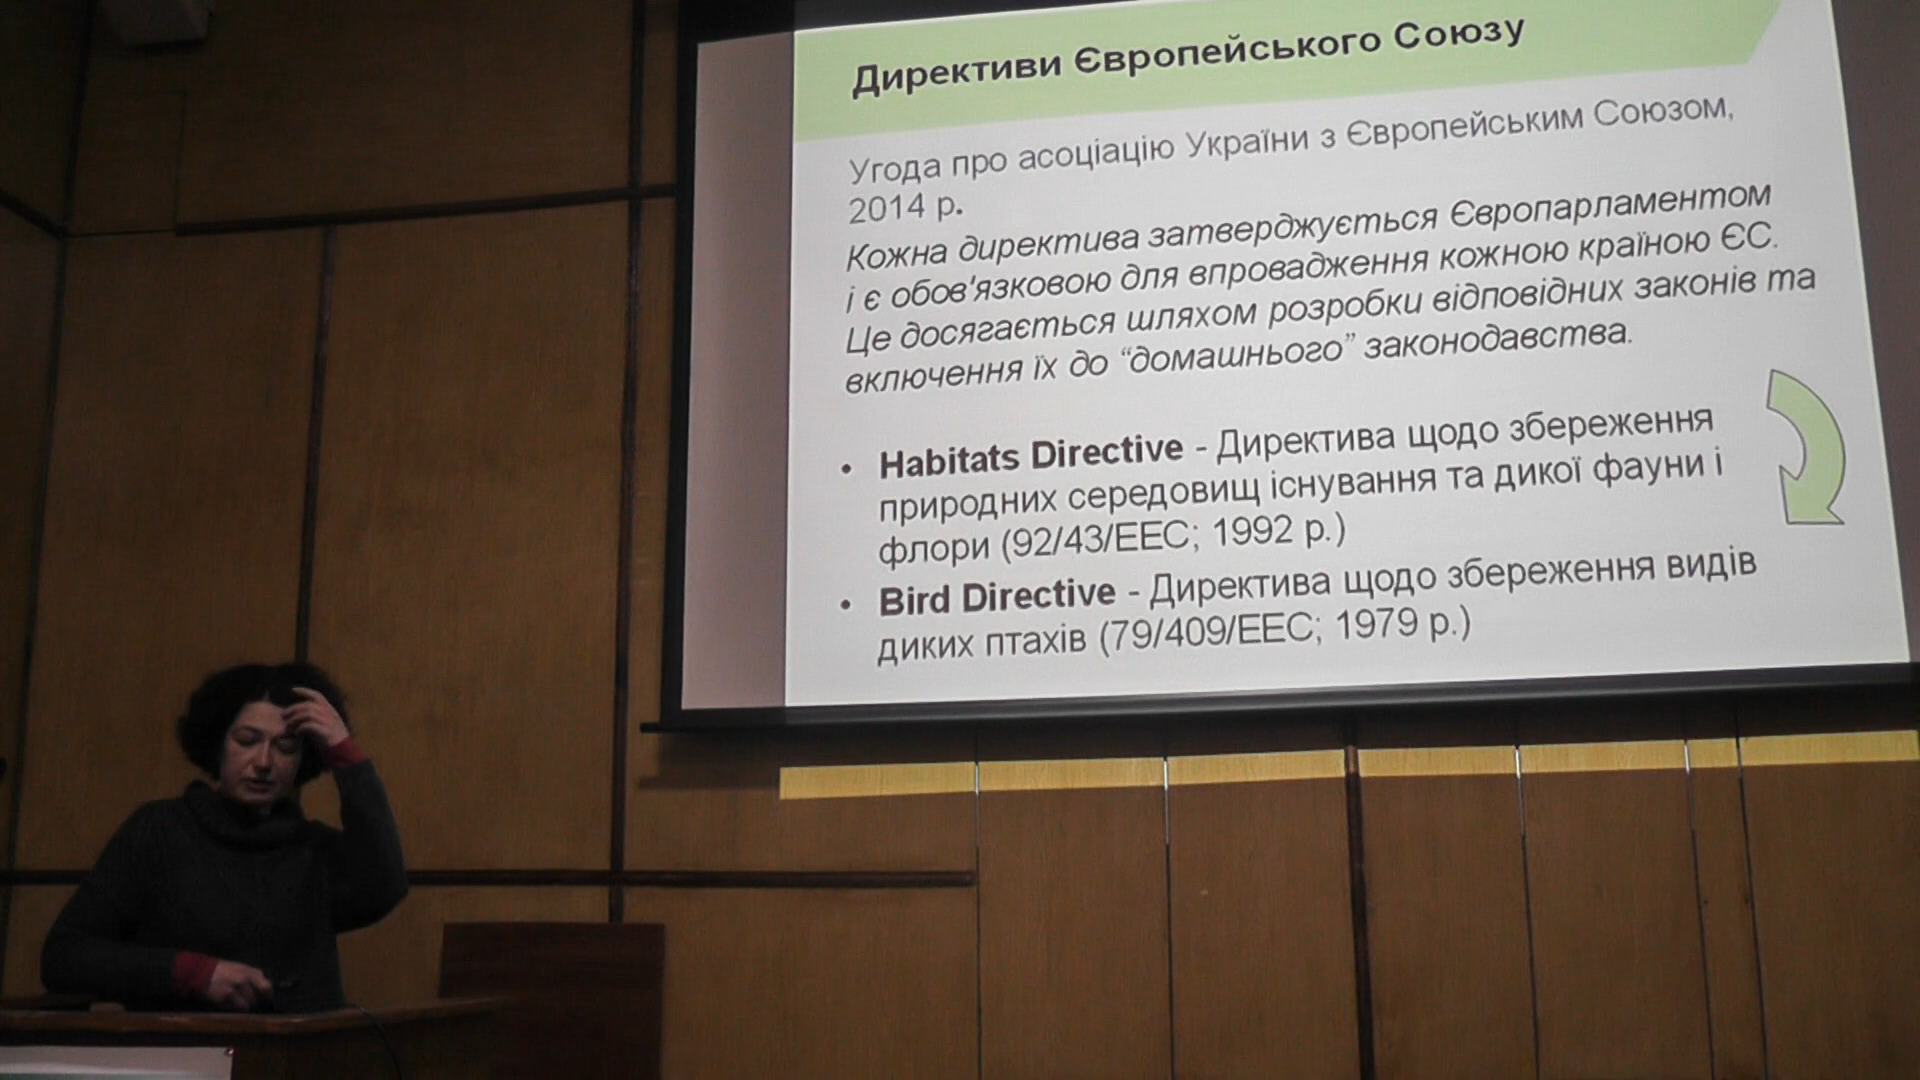 Директиви Європейського Союзу
Угода про асоціацію України з Європейським Союзом,
2014 р.
Кожна директива затверджується Європарламентом
і є обов'язковою для впровадження кожною країною ЄС.
Це досягається шляхом розробки відповідних законів та
включення їх до “домашнього” законодавства.
• Habitats Directive - Директива щодо збереження
природних середовищ існування та дикої фауни і
флори (92/43/EEC; 1992 р.)
• Bird Directive - Директива щодо збереження видів
диких птахів (79/409/EEC; 1979 р.)